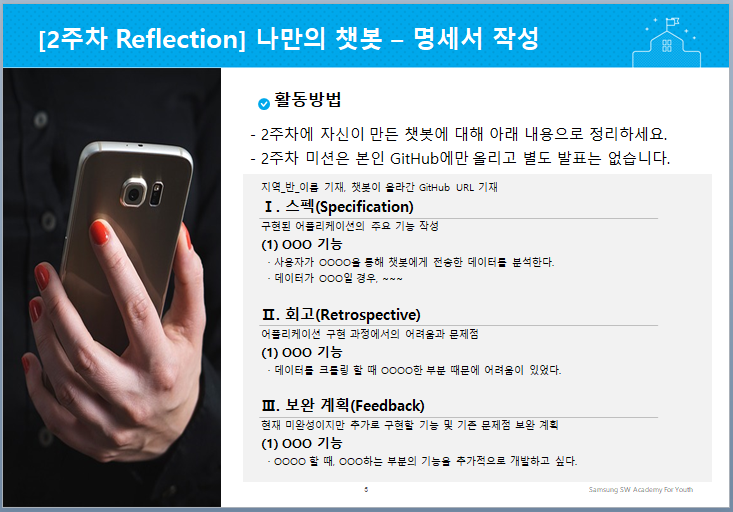 [2주차 Reflection] 나만의 챗봇 – 명세서 작성
활동방법
- 2주차에 자신이 만든 챗봇에 대해 아래 내용으로 정리하세요.
- 2주차 미션은 본인 GitHub에만 올리고 별도 발표는 없습니다.
지역_반_이름 기재, 챗봇이 올라간 GitHub URL 기재
Ⅰ. 스펙(Specification)
구현된 어플리케이션의 주요 기능 작성
(1) OOO 기능
· 사용자가 OOOO을 통해 챗봇에게 전송한 데이터를 분석한다.
· 데이터가 OOO일 경우, ~~~
Ⅱ. 회고(Retrospective)
어플리케이션 구현 과정에서의 어려움과 문제점
(1) OOO 기능
· 데이터를 크롤링 할 때 OOOO한 부분 때문에 어려움이 있었다.
Ⅲ. 보완 계획(Feedback)
현재 미완성이지만 추가로 구현할 기능 및 기존 문제점 보완 계획
(1) OOO 기능
· OOOO 할 때, OOO하는 부분의 기능을 추가적으로 개발하고 싶다.
5
Samsung SW Academy For Youth